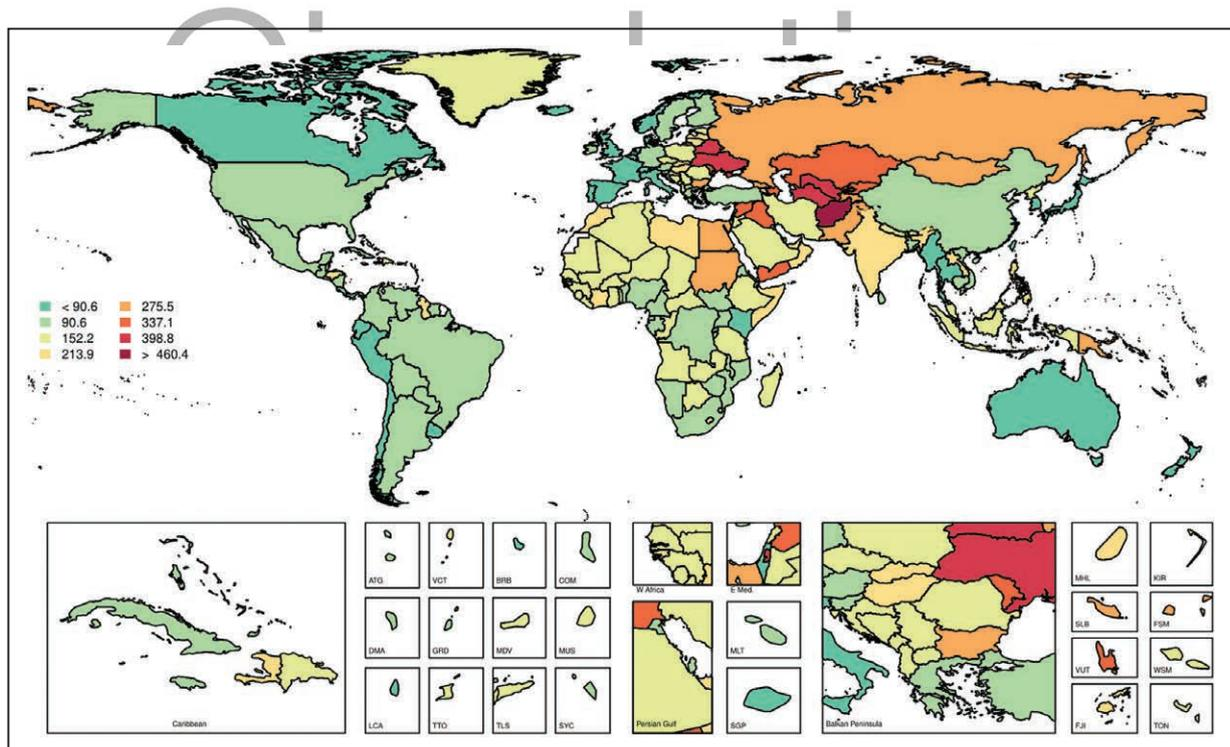 < 90.6 275.5
90.6 337.1
152.2 398.8
213.9 > 460.4
Caribbean
ATG VCT BRB COM
DMA GRD MDV MUS
LCA TTO TLS SYC
W Africa E Med.
Persian Gulf
MLT
SGP
Balkan Peninsula
MHL KIR
SLB FSM
VUT WSM
FJI TON